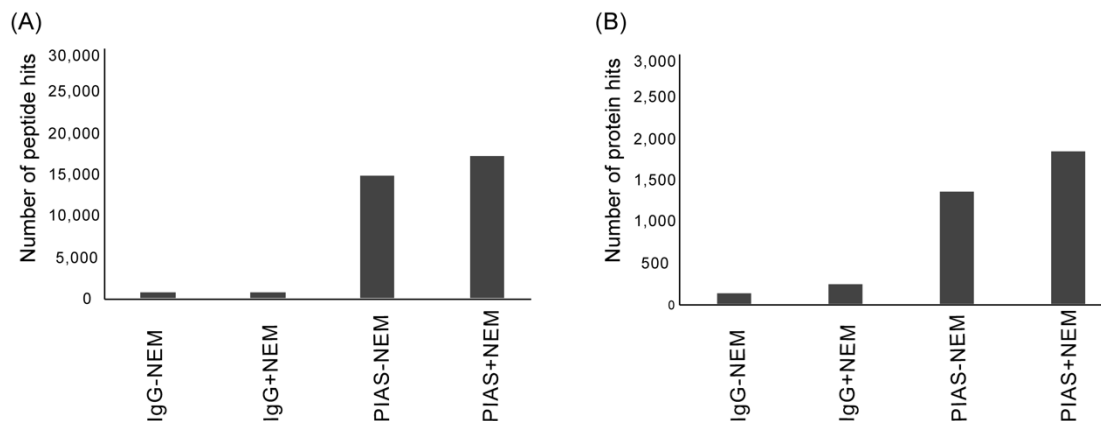 (A)
Number of peptide hits
30,000
25,000
20,000
15,000
10,000
5,000
0
IgG-NEM
IgG+NEM
PIAS-NEM
PIAS+NEM
(B)
Number of protein hits
3,000
2,500
2,000
1,500
1,000
500
0
IgG-NEM
IgG+NEM
PIAS-NEM
PIAS+NEM